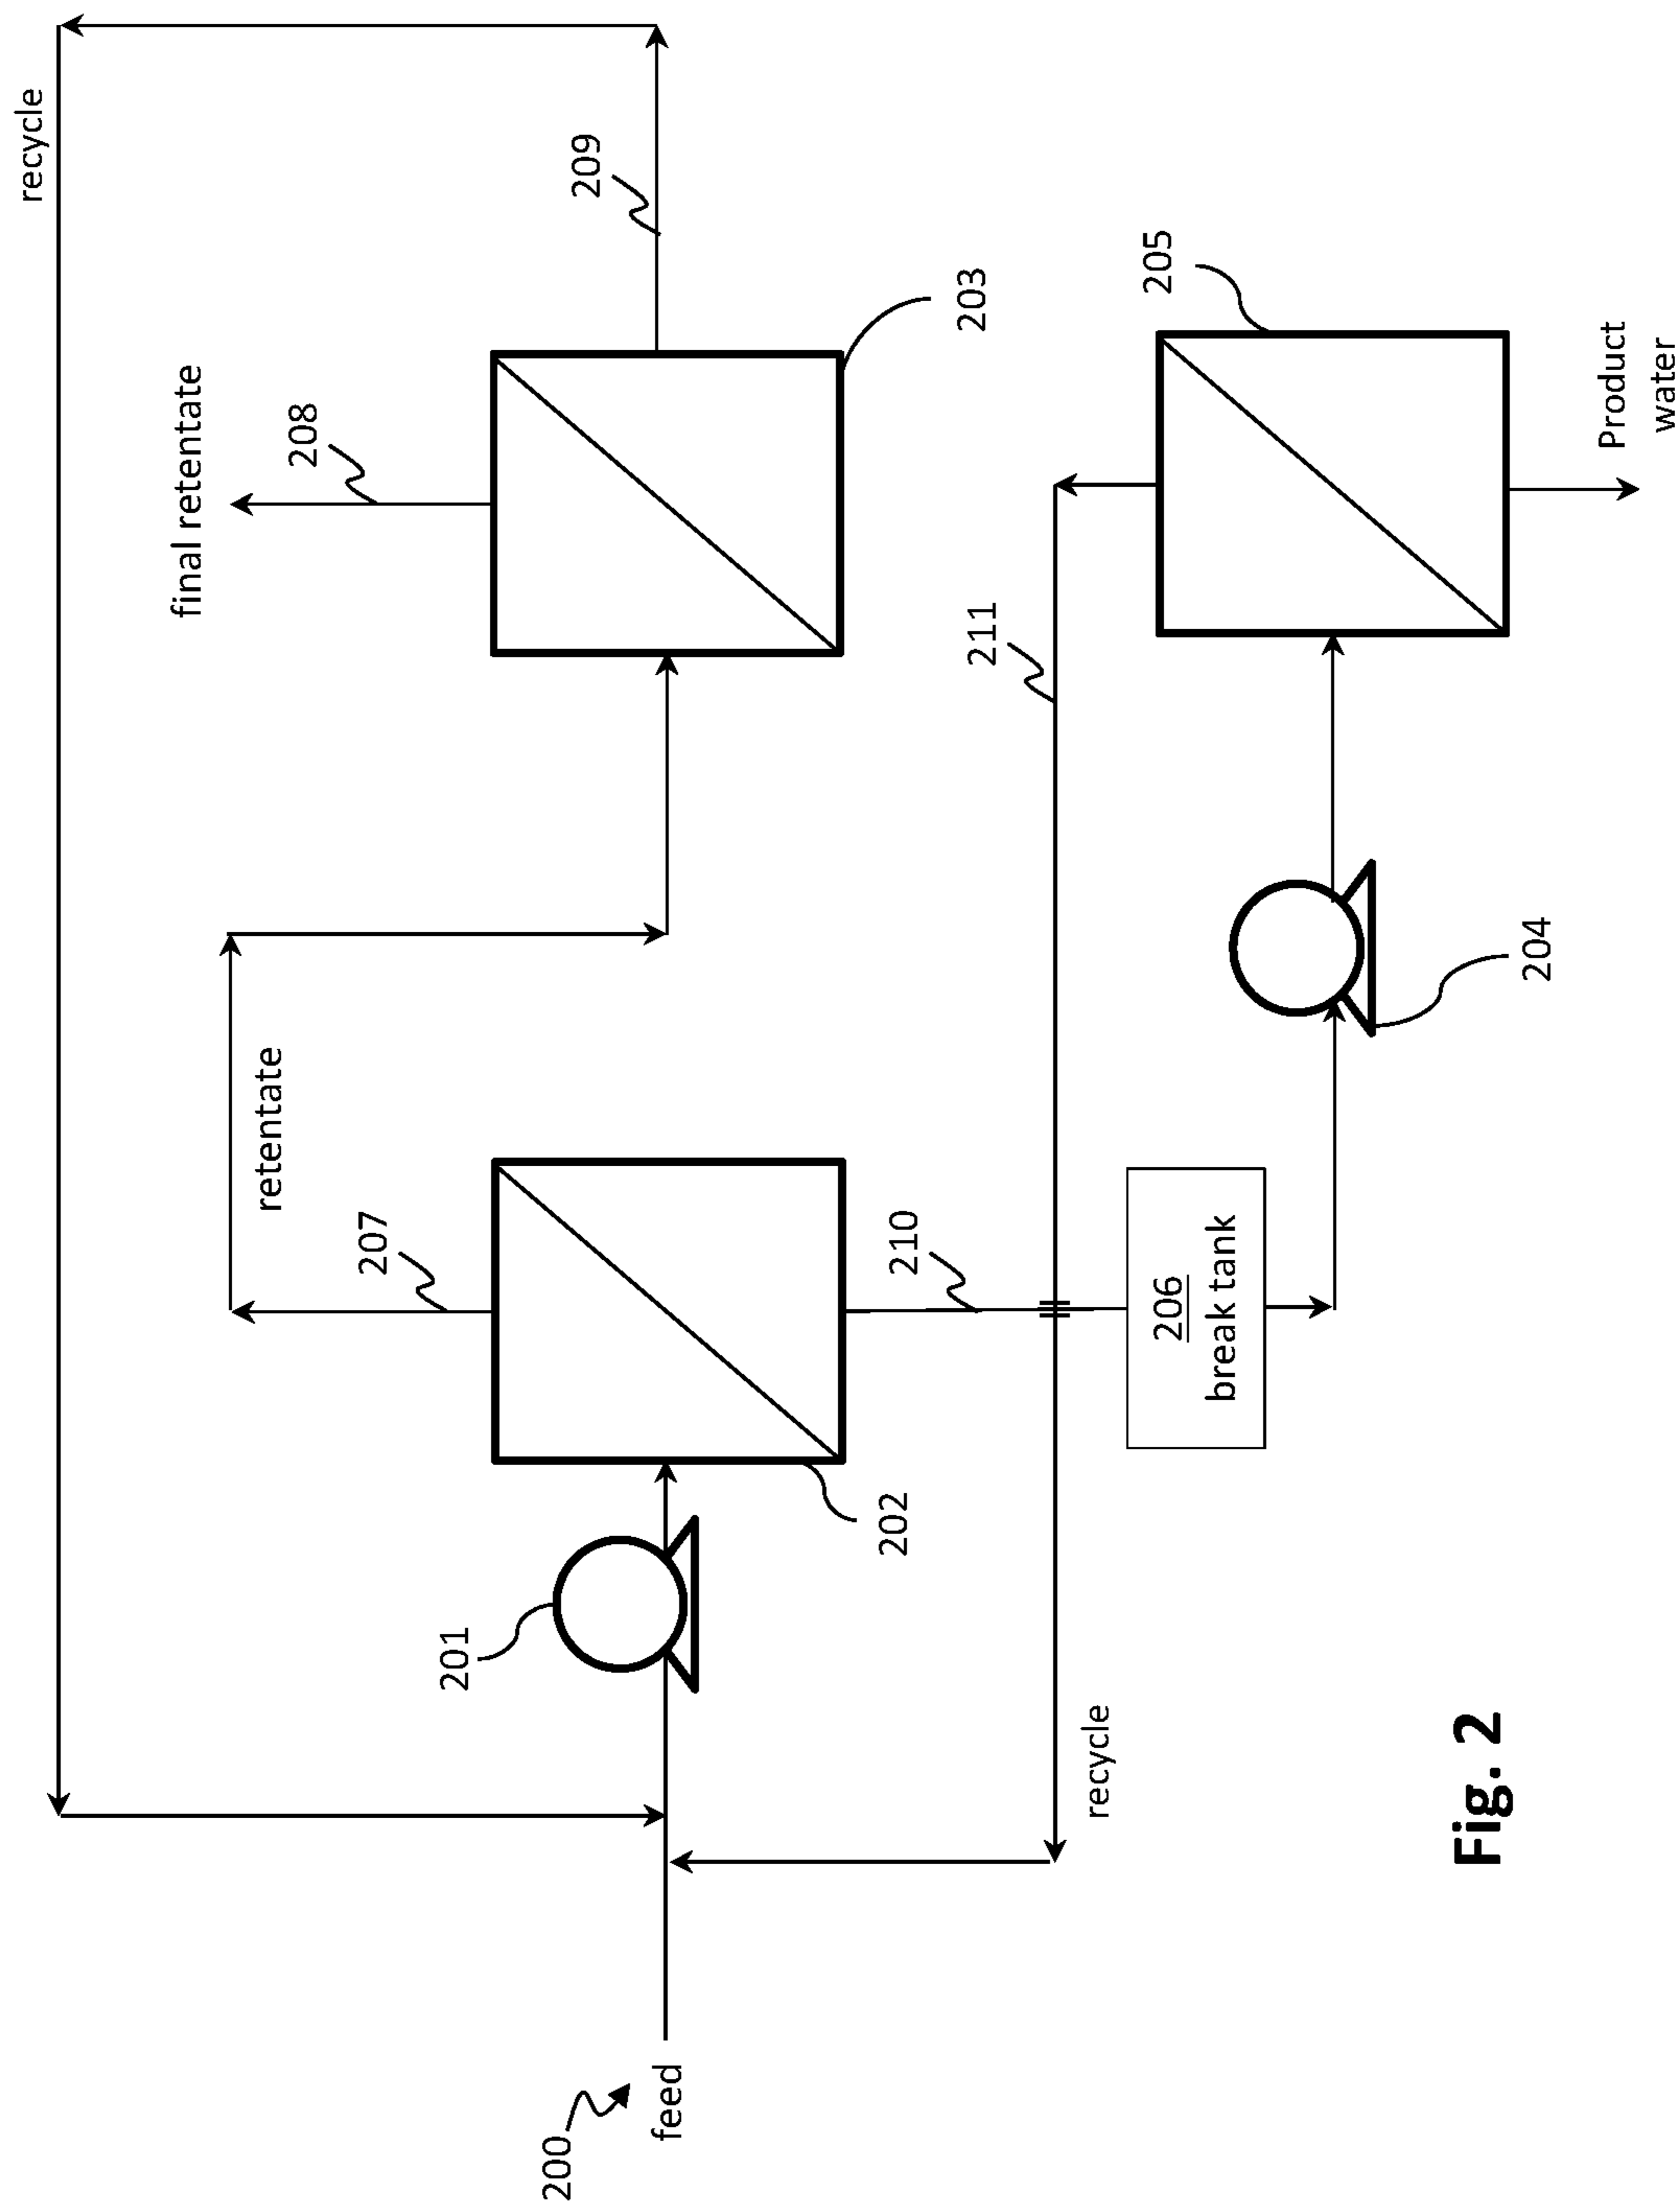 recycle
209
final retentate
208
203
205
Product
water
211
retentate
204
207
210
206
break tank
202
201
recycle
200
feed
Fig. 2